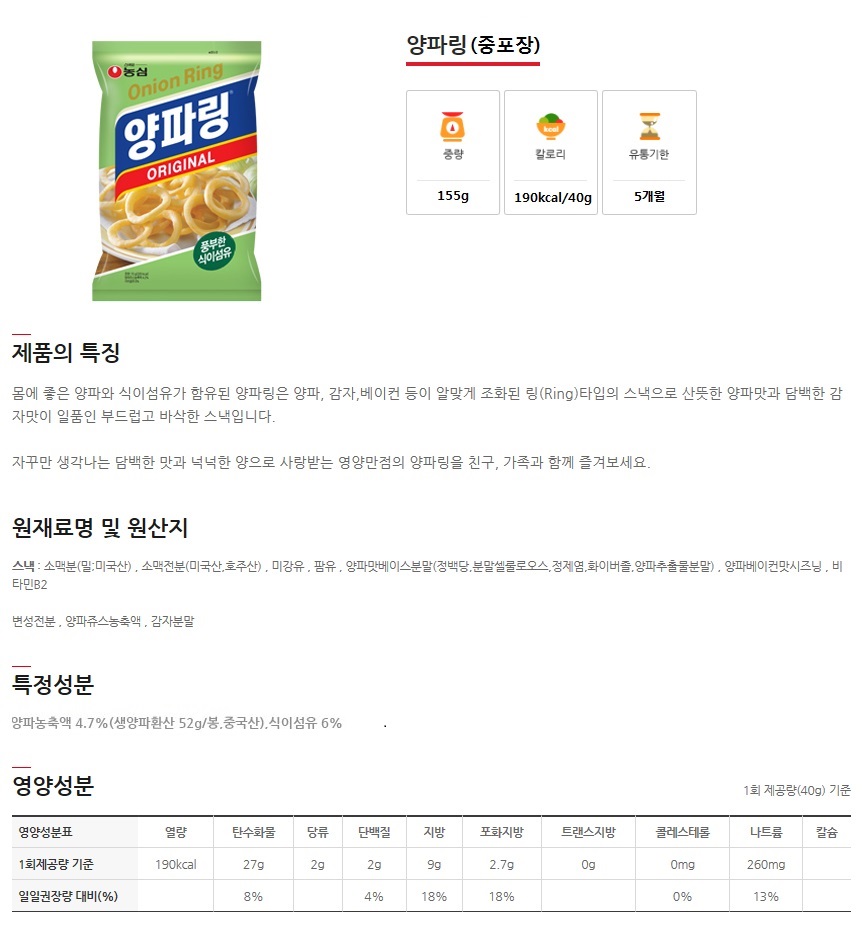 양파링(중포장)
농심
Onion Ring
양파링
ORIGINAL
풍부한
식이섬유
중량
칼로리
유통기한
kcal
155g
190kcal/40g
5개월
제품의 특징
몸에 좋은 양파와 식이섬유가 함유된 양파링은 양파, 감자,베이컨 등이 알맞게 조화된 링(Ring)타입의 스낵으로 산뜻한 양파맛과 담백한 감
자맛이 일품인 부드럽고 바삭한 스낵입니다.
자꾸만 생각나는 담백한 맛과 넉넉한 양으로 사랑받는 영양만점의 양파링을 친구, 가족과 함께 즐겨보세요.
원재료명 및 원산지
스낵 : 소맥분(밀;미국산) , 소맥전분(미국산,호주산) , 미강유 , 팜유 , 양파맛베이스분말(정백당,분말셀룰로오스,정제염,화이버졸,양파추출물분말) , 양파베이컨맛시즈닝 , 비
타민B2
변성전분 , 양파쥬스농축액 , 감자분말
특정성분
양파농축액 4.7%(생양파환산 52g/봉,중국산),식이섬유 6% .
영양성분
1회 제공량(40g) 기준
영양성분표 열량 탄수화물 당류 단백질 지방 포화지방 트랜스지방 콜레스테롤 나트륨 칼슘
1회제공량 기준 190kcal 27g 2g 2g 9g 2.7g 0g 0mg 260mg
일일권장량 대비(%) 8% 4% 18% 18% 0% 13%